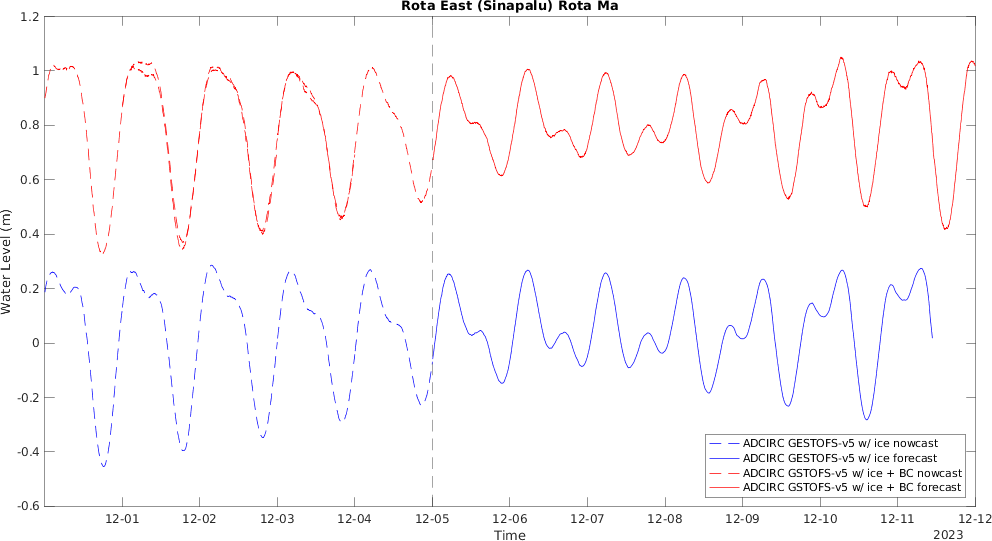 Rota East (Sinapalu) Rota Ma
1.2
1
0.8
0.6
0.4
0.2
0
-0.2
-0.4
-0.6
Water Level (m)
ADCIRC GESTOFS-v5 w/ ice nowcast
ADCIRC GESTOFS-v5 w/ ice forecast
ADCIRC GSTOFS-v5 w/ ice + BC nowcast
ADCIRC GSTOFS-v5 w/ ice + BC forecast
12-01 12-02 12-03 12-04 12-05 12-06 12-07 12-08 12-09 12-10 12-11 12-12
Time
2023